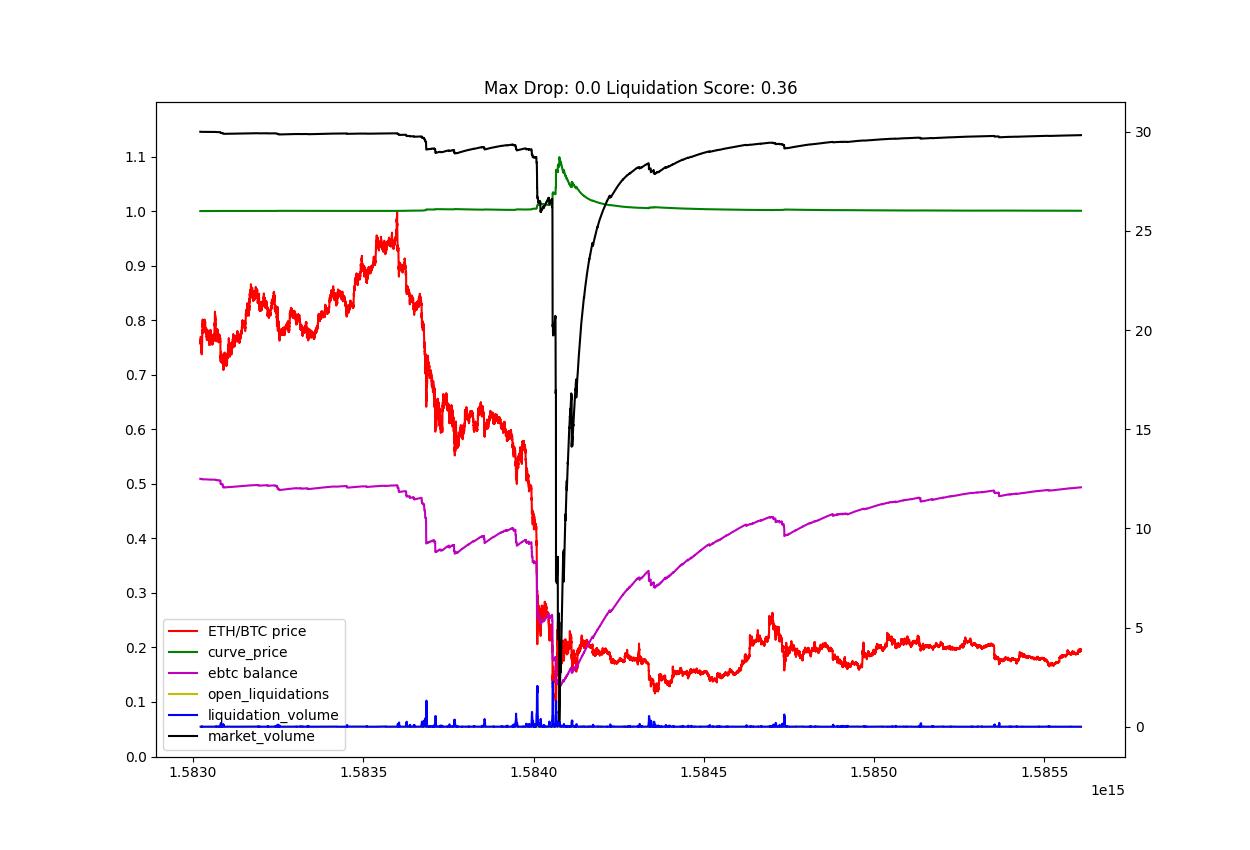 Max Drop: 0.0 Liquidation Score: 0.36
1.1
1.0
0.9
0.8
0.7
0.6
0.5
0.4
0.3
0.2
0.1
0.0
30
25
20
15
10
5
0
ETH/BTC price
curve_price
ebtc balance
open_liquidations
liquidation_volume
market_volume
1.5830 1.5835 1.5840 1.5845 1.5850 1.5855
1e15